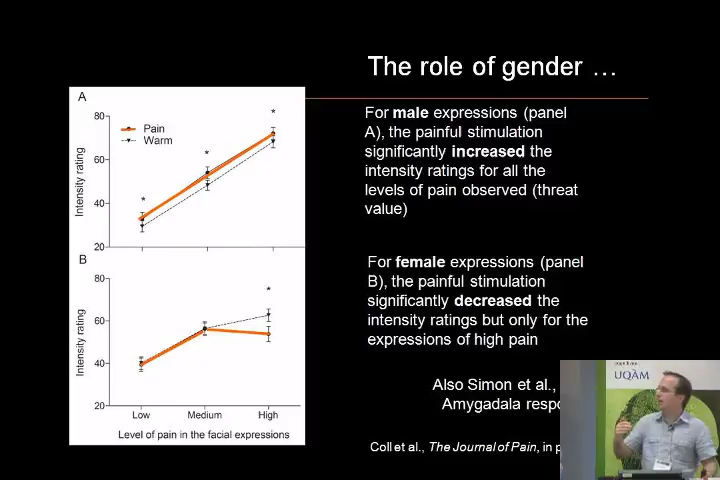 The role of gender …
A
80
60
40
20
Intensity rating
Pain
Warm
*
*
*
For male expressions (panel
A), the painful stimulation
significantly increased the
intensity ratings for all the
levels of pain observed (threat
value)
B
80
60
40
20
Intensity rating
*
Low Medium High
Level of pain in the facial expressions
For female expressions (panel
B), the painful stimulation
significantly decreased the
intensity ratings but only for the
expressions of high pain
Also Simon et al.,
Amygadala
Coll et al., The Journal of Pain, in
UQÀM